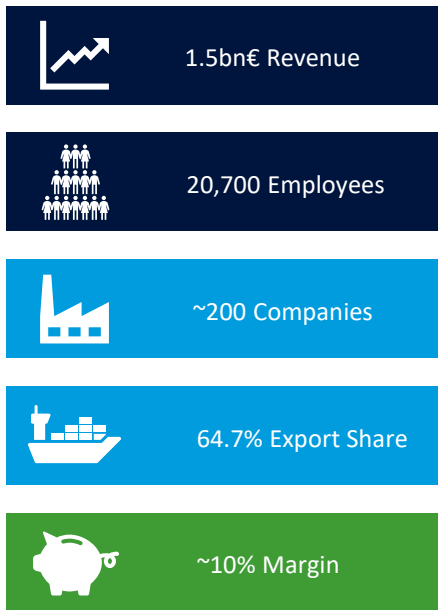 1.5bn€ Revenue
20,700 Employees
~200 Companies
64.7% Export Share
~10% Margin